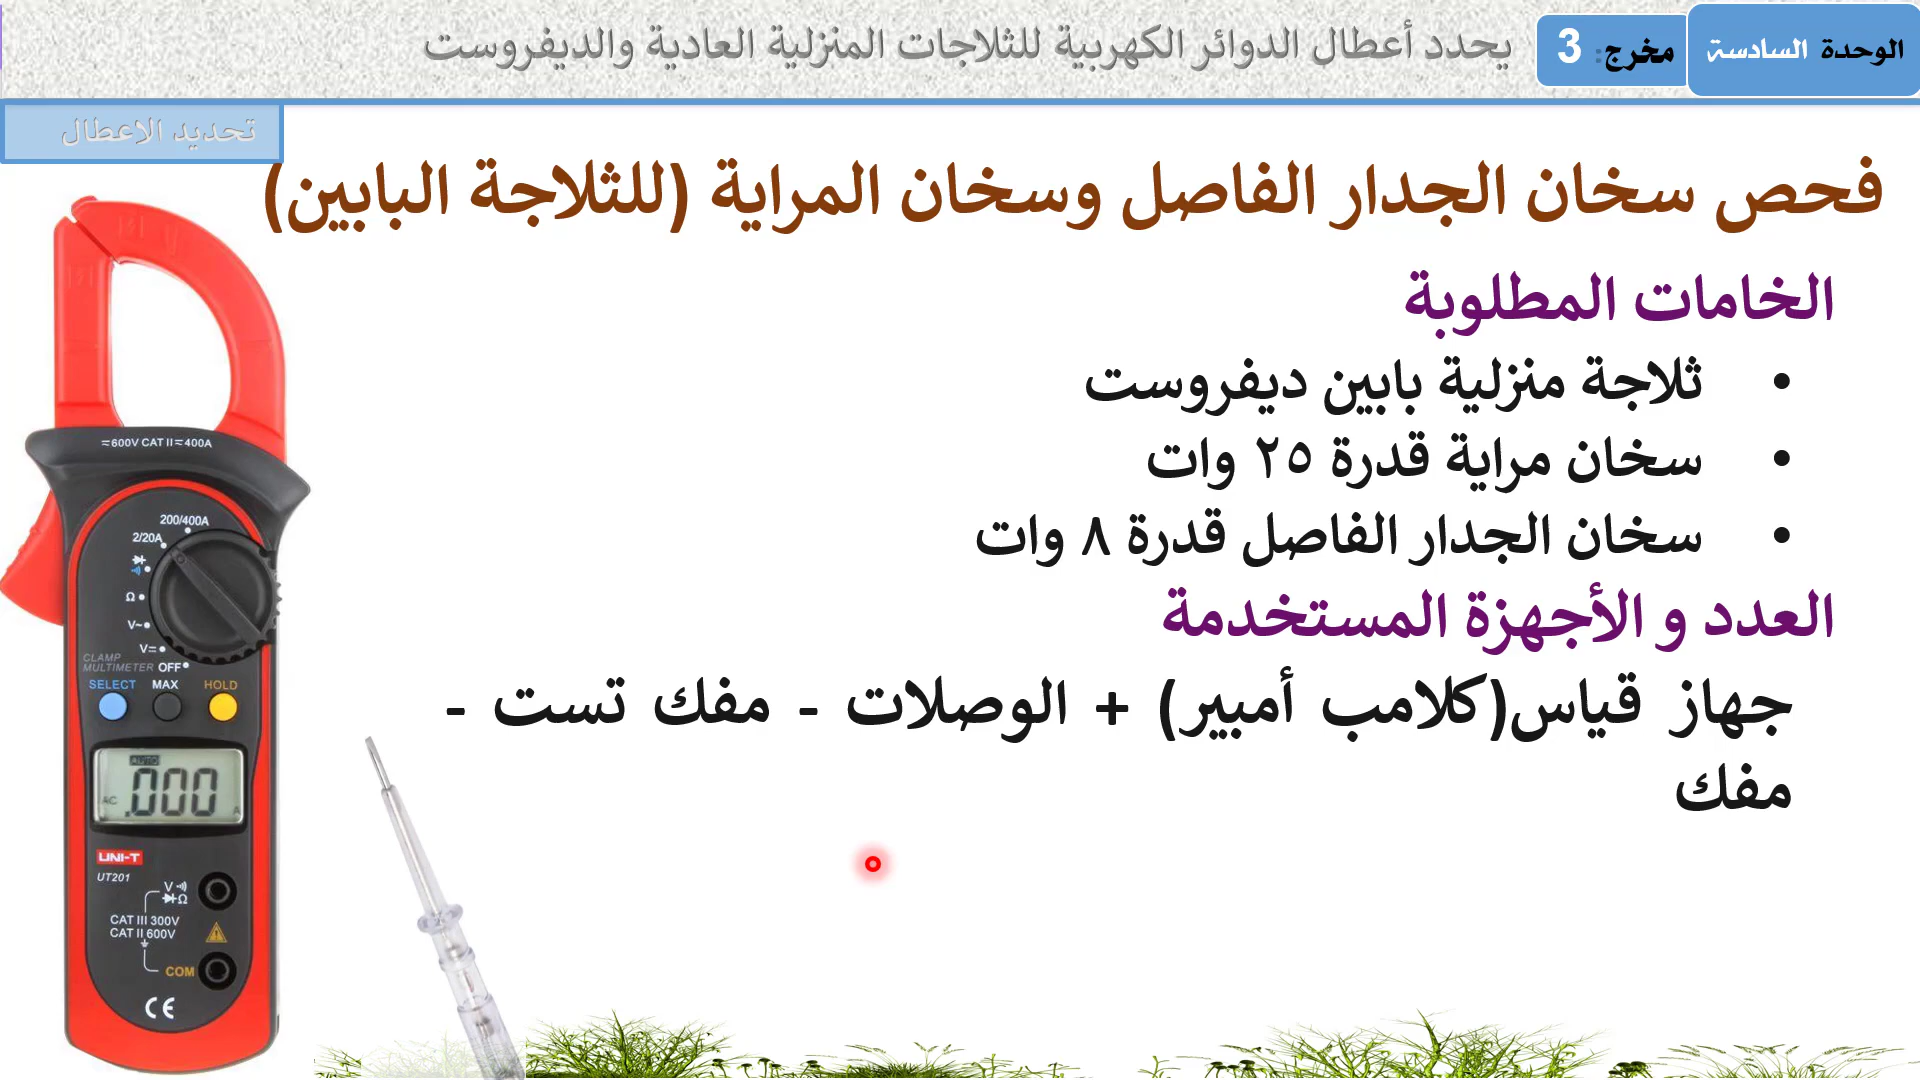 الوحدة السادسة
مخرج: 3
يحدد أعطال الدوائر الكهربية للثلاجات المنزلية العادية والديفروست
تحديد الاعطال
فحص سخان الجدار الفاصل وسخان المراية (للثلاجة البابين)
الخامات المطلوبة
• ثلاجة منزلية بابين ديفروست
• سخان مراية قدرة ٢٥ وات
• سخان الجدار الفاصل قدرة ٨ وات
العدد و الأجهزة المستخدمة
جهاز قياس(كلامب أمبير) + الوصلات - مفك تست -
مفك
600V CAT II 400A
200/400A
2/20A
Ω
V~
V=
OFF
CLAMP
MULTIMETER
SELECT MAX HOLD
AUTO
AC .000 A
UNI-T
UT201
V
Ω
CAT III 300V
CAT II 600V
COM
CE